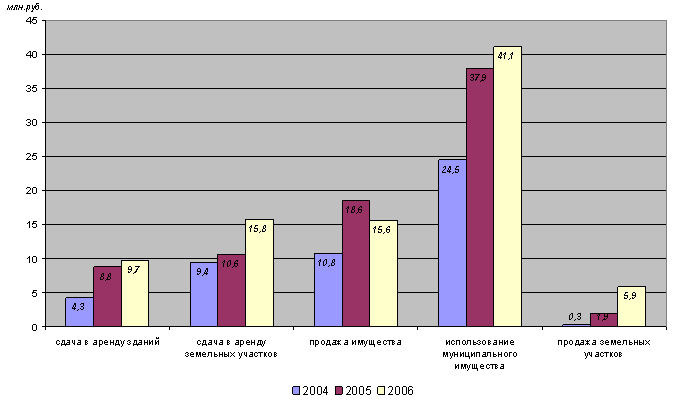 млн.руб.
45
40
35
30
25
20
15
10
5
0
4,3
8,8
9,7
9,4
10,6
15,8
10,8
18,6
15,6
24,5
37,9
41,1
0,3
1,9
5,9
сдача в аренду зданий
сдача в аренду
земельных участков
продажа имущества
использование
муниципального
имущества
продажа земельных
участков
2004 2005 2006